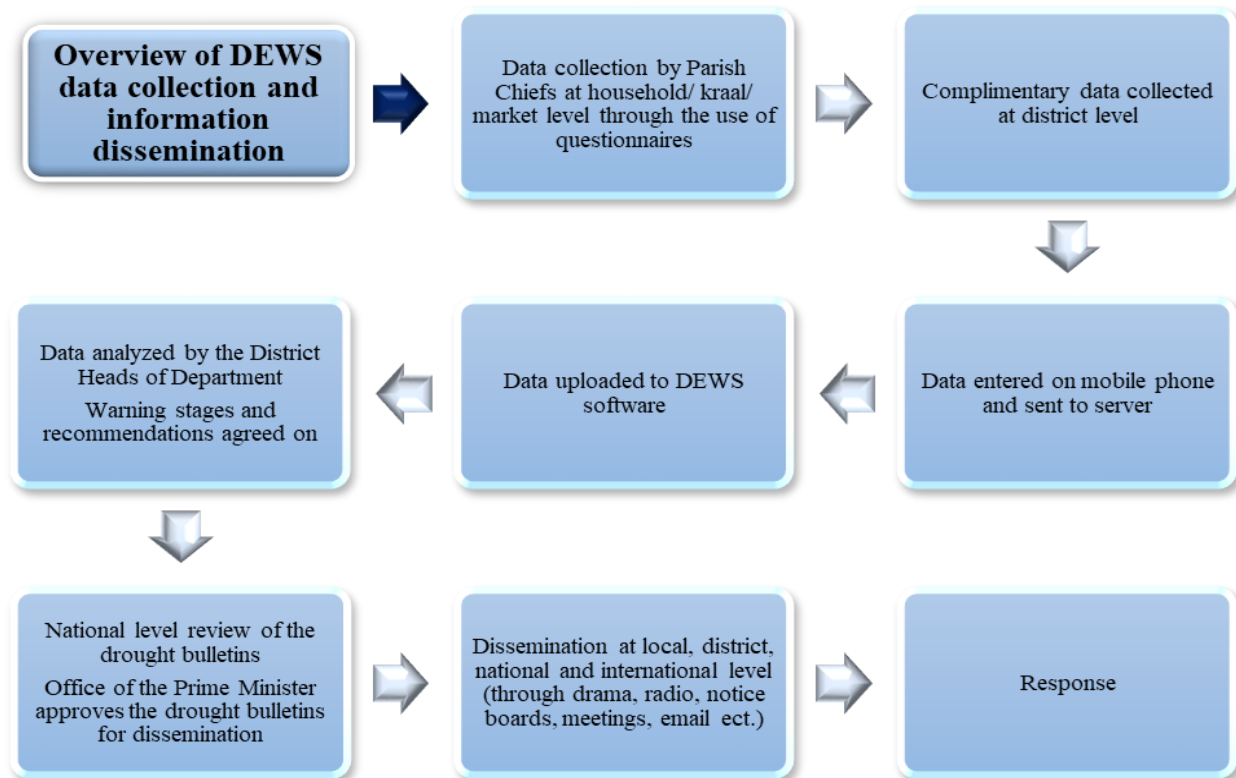 Overview of DEWS
data collection and
information
dissemination
Data collection by Parish
Chiefs at household/ kraal/
market level through the use of
questionnaires
Complimentary data collected
at district level
Data entered on mobile phone
and sent to server
Data uploaded to DEWS
software
Data analyzed by the District
Heads of Department
Warning stages and
recommendations agreed on
National level review of the
drought bulletins
Office of the Prime Minister
approves the drought bulletins
for dissemination
Dissemination at local, district,
national and international level
(through drama, radio, notice
boards, meetings, email ect.)
Response